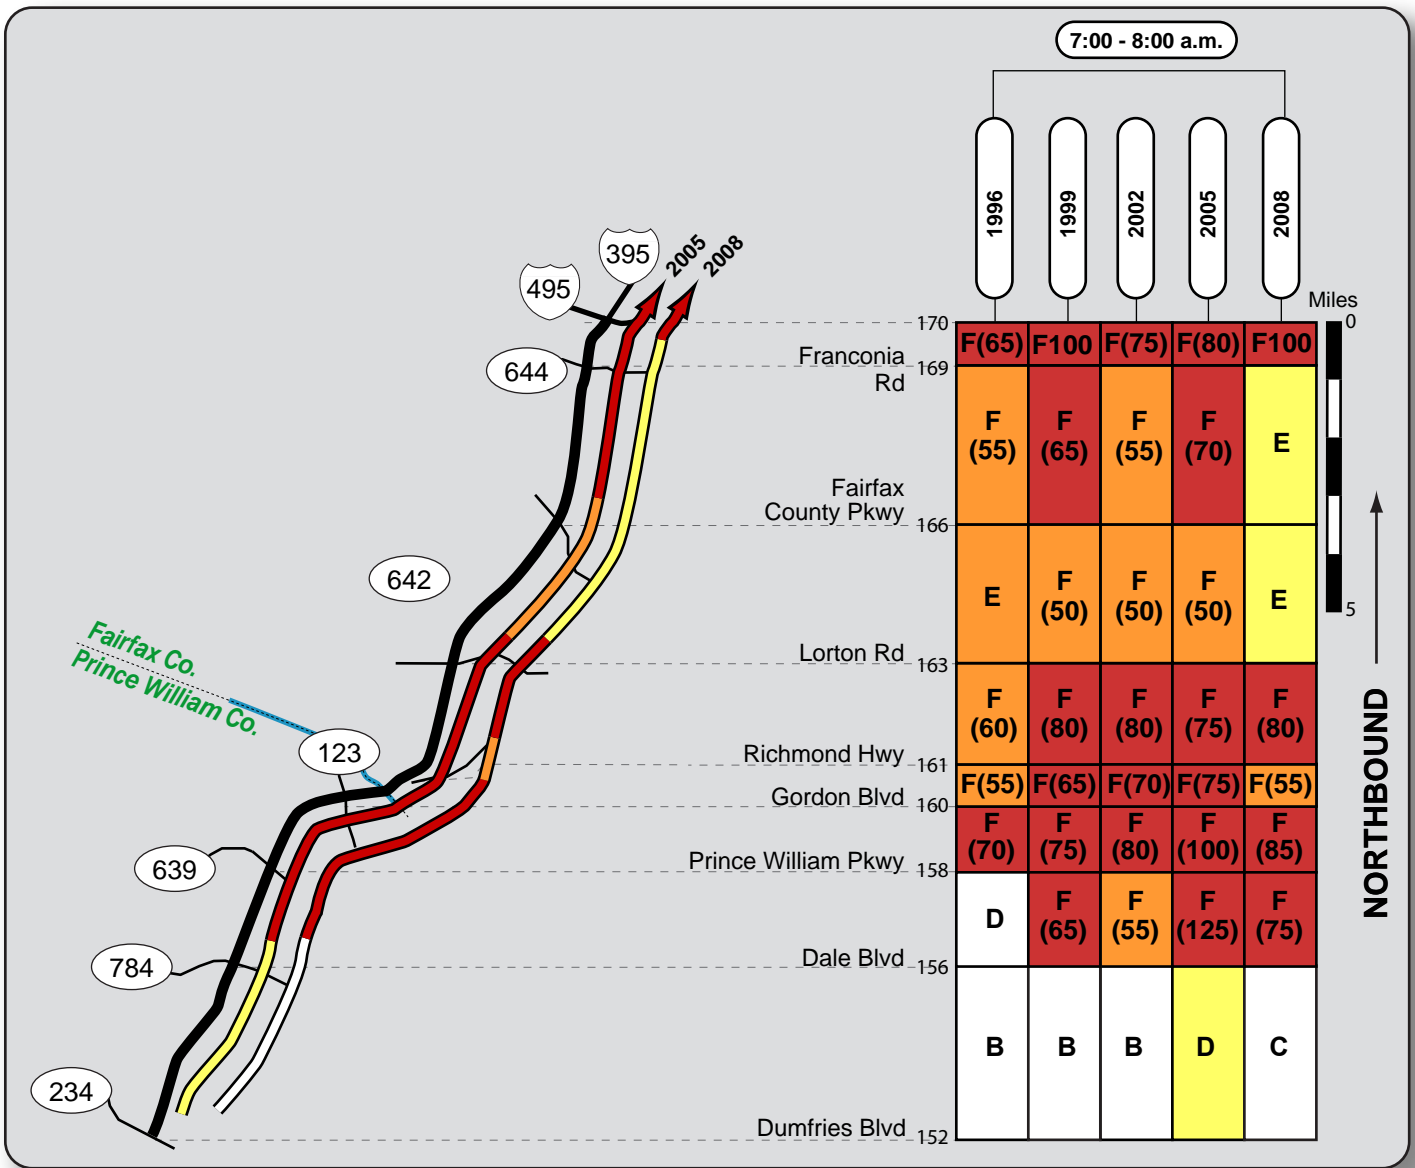 7:00 - 8:00 a.m.
1996
1999
2002
2005
2008
395
495
2005
2008
Miles
0
5
170
Franconia
Rd
169
644
Fairfax
County Pkwy
166
642
Fairfax Co.
Prince William Co.
Lorton Rd
163
123
Richmond Hwy
161
Gordon Blvd
160
639
Prince William Pkwy
158
784
Dale Blvd
156
234
Dumfries Blvd
152
F(65) F100 F(75) F(80) F100
F F F F E
(55) (65) (55) (70)
E F F F E
(50) (50) (50)
F F F F F
(60) (80) (80) (75) (80)
F(55) F(65) F(70) F(75) F(55)
F F F F F
(70) (75) (80) (100) (85)
D F F F F
(65) (55) (125) (75)
B B B D C
NORTHBOUND